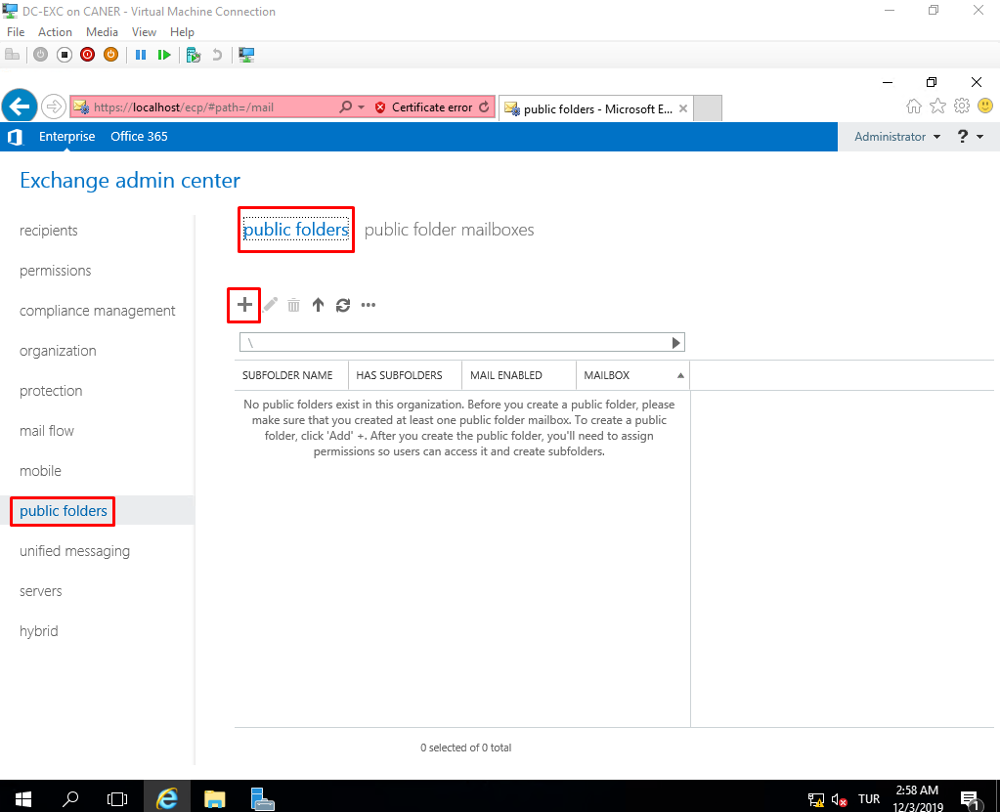 DC-EXC on CANER - Virtual Machine Connection
File Action Media View Help
https://localhost/ecp/#path=/mail
Certificate error
public folders - Microsoft E...
Enterprise Office 365
Administrator ?
Exchange admin center
recipients
permissions
compliance management
organization
protection
mail flow
mobile
public folders
unified messaging
servers
hybrid
public folders public folder mailboxes
\
SUBFOLDER NAME HAS SUBFOLDERS MAIL ENABLED MAILBOX
No public folders exist in this organization. Before you create a public folder, please
make sure that you created at least one public folder mailbox. To create a public
folder, click 'Add' +. After you create the public folder, you'll need to assign
permissions so users can access it and create subfolders.
0 selected of 0 total
TUR
2:58 AM
12/3/2019
1